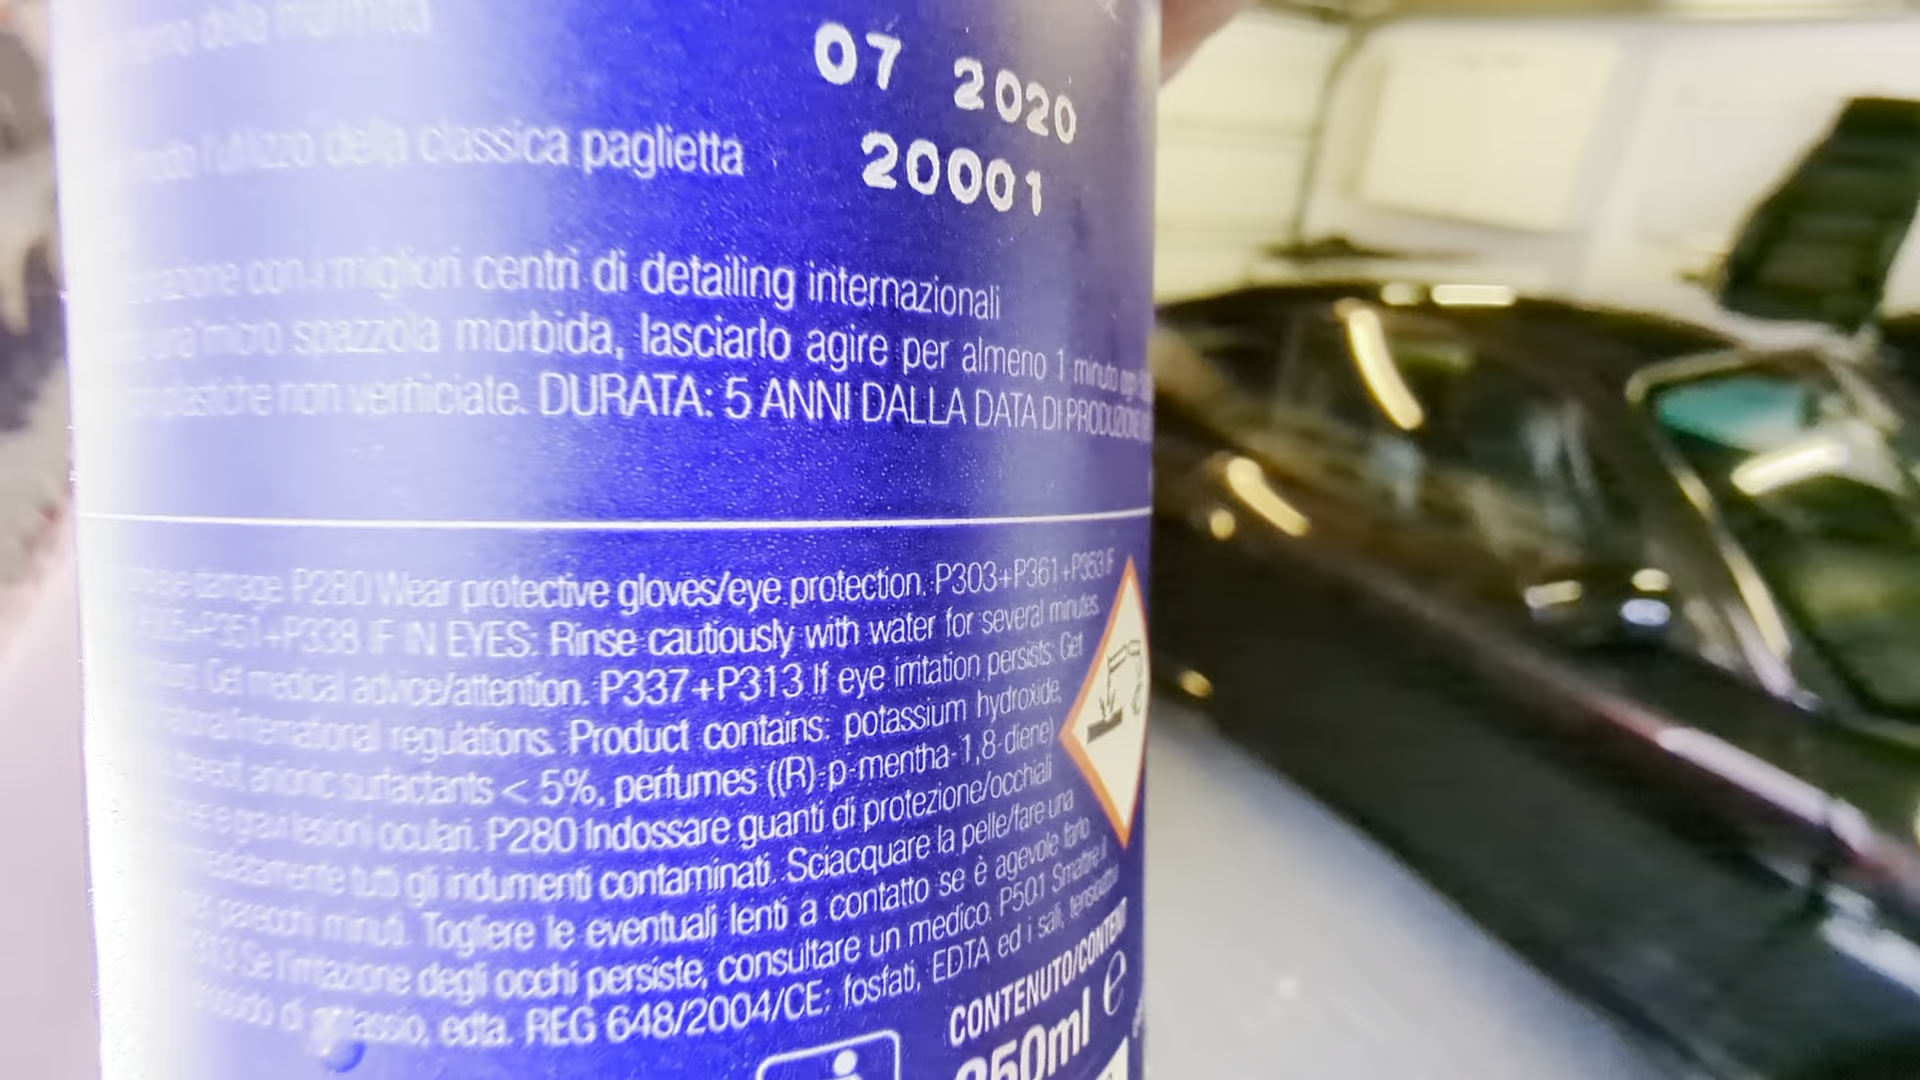 07 2020
della marmitta
20001
l'utilizzo della classica paglietta
con i migliori centri di detailing internazionali
micro spazzola morbida, lasciarlo agire per almeno 1 minuto
plastiche non verniciate. DURATA: 5 ANNI DALLA DATA DI PRODUZIONE
eye damage. P280 Wear protective gloves/eye protection. P303+P361+P353 IF
P351+P338 IF IN EYES: Rinse cautiously with water for several minutes.
Get medical advice/attention. P337+P313 If eye irritation persists: Get
international regulations. Product contains: potassium hydroxide,
anionic surfactants < 5%, perfumes ((R)-p-mentha-1,8-diene)
e gravi lesioni oculari. P280 Indossare guanti di protezione/occhiali
tutti gli indumenti contaminati. Sciacquare la pelle/fare una
parecchi minuti. Togliere le eventuali lenti a contatto se è agevole farlo
Se l'irritazione degli occhi persiste, consultare un medico. P501 Smaltire il
di potassio, edta. REG 648/2004/CE: fosfati, EDTA ed i sali,
CONTENUTO/CONTENT
ml e